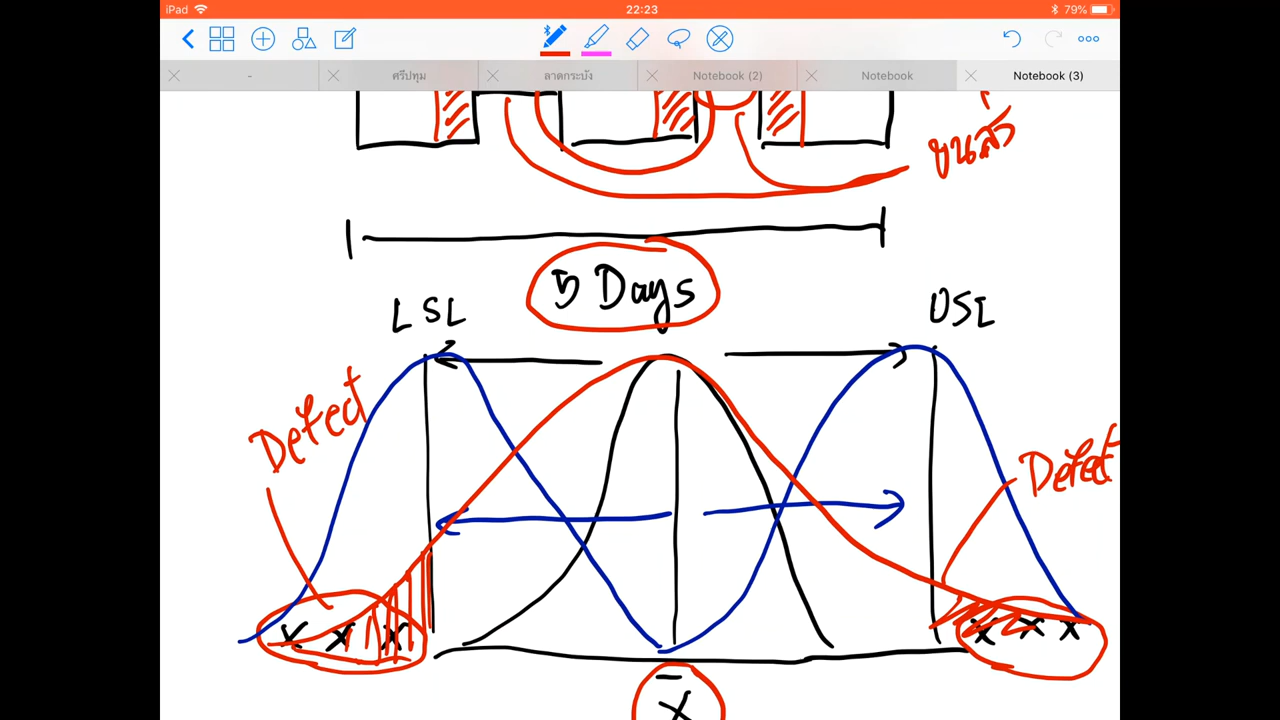 iPad 22:23 79%
- ศรีปทุม ลาดกระบัง Notebook (2) Notebook Notebook (3)
ขนส่ง
5 Days
LSL USL
Defect
Defect
x x x x x x
x̄